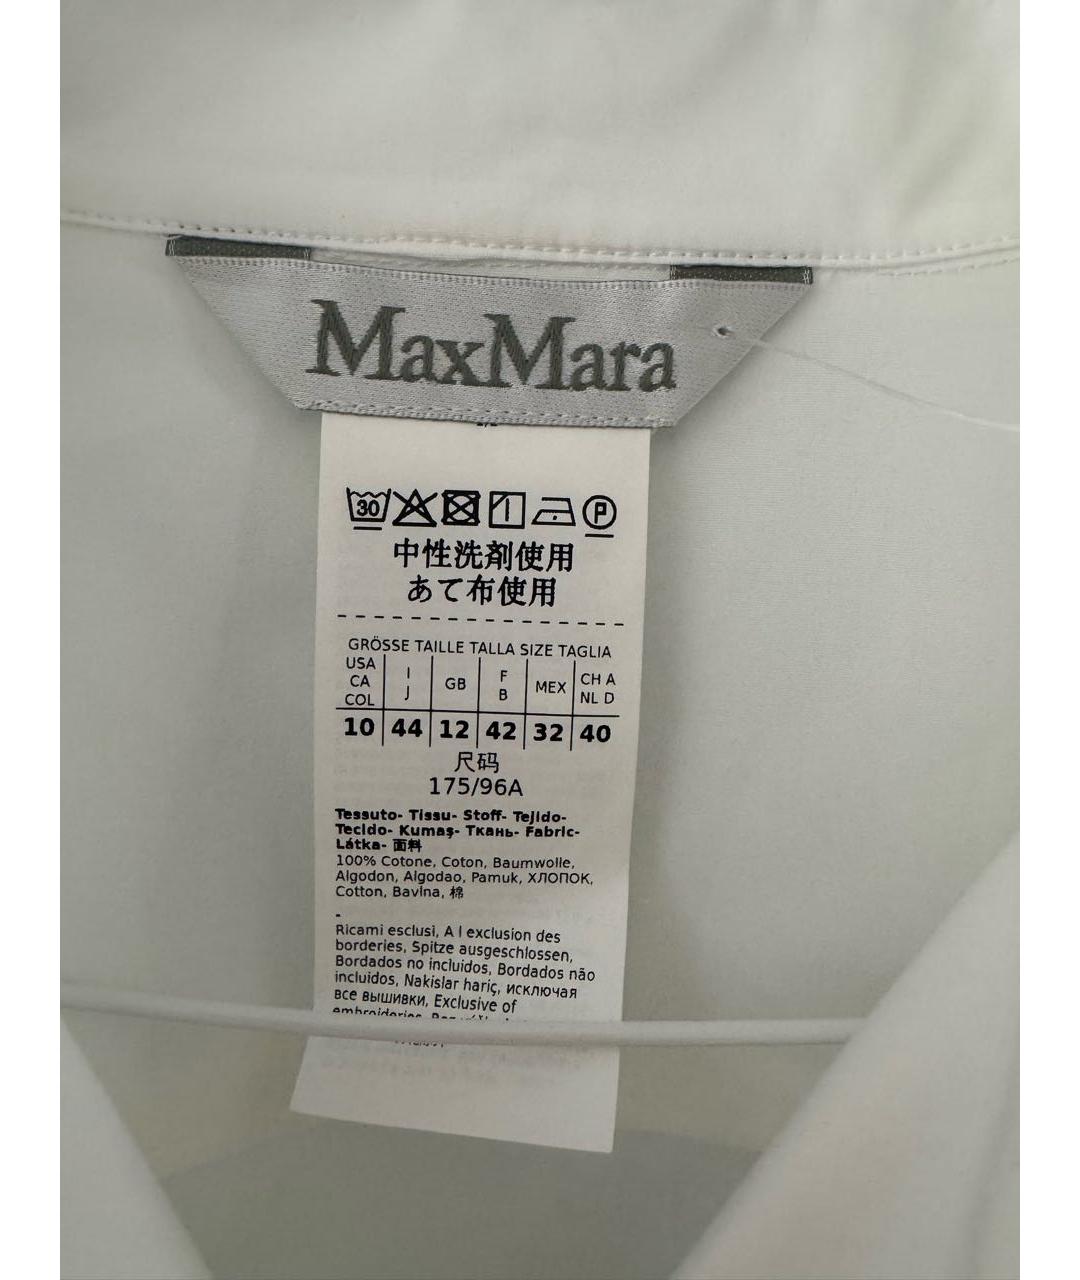 MaxMara
30
P
中性洗剤使用
あて布使用
GRÖSSE TAILLE TALLA SIZE TAGLIA
USA CA COL | I J | GB | F B | MEX | CH A NL D
10 | 44 | 12 | 42 | 32 | 40
尺码
175/96A
Tessuto- Tissu- Stoff- Tejido-
Tecido- Kumaş- Ткань- Fabric-
Látka- 面料
100% Cotone, Coton, Baumwolle,
Algodon, Algodao, Pamuk, ХЛОПОК,
Cotton, Bavlna, 棉
-
Ricami esclusi, A l exclusion des
borderies, Spitze ausgeschlossen,
Bordados no incluidos, Bordados não
incluidos, Nakislar hariç, исключая
все вышивки, Exclusive of
embroideries,